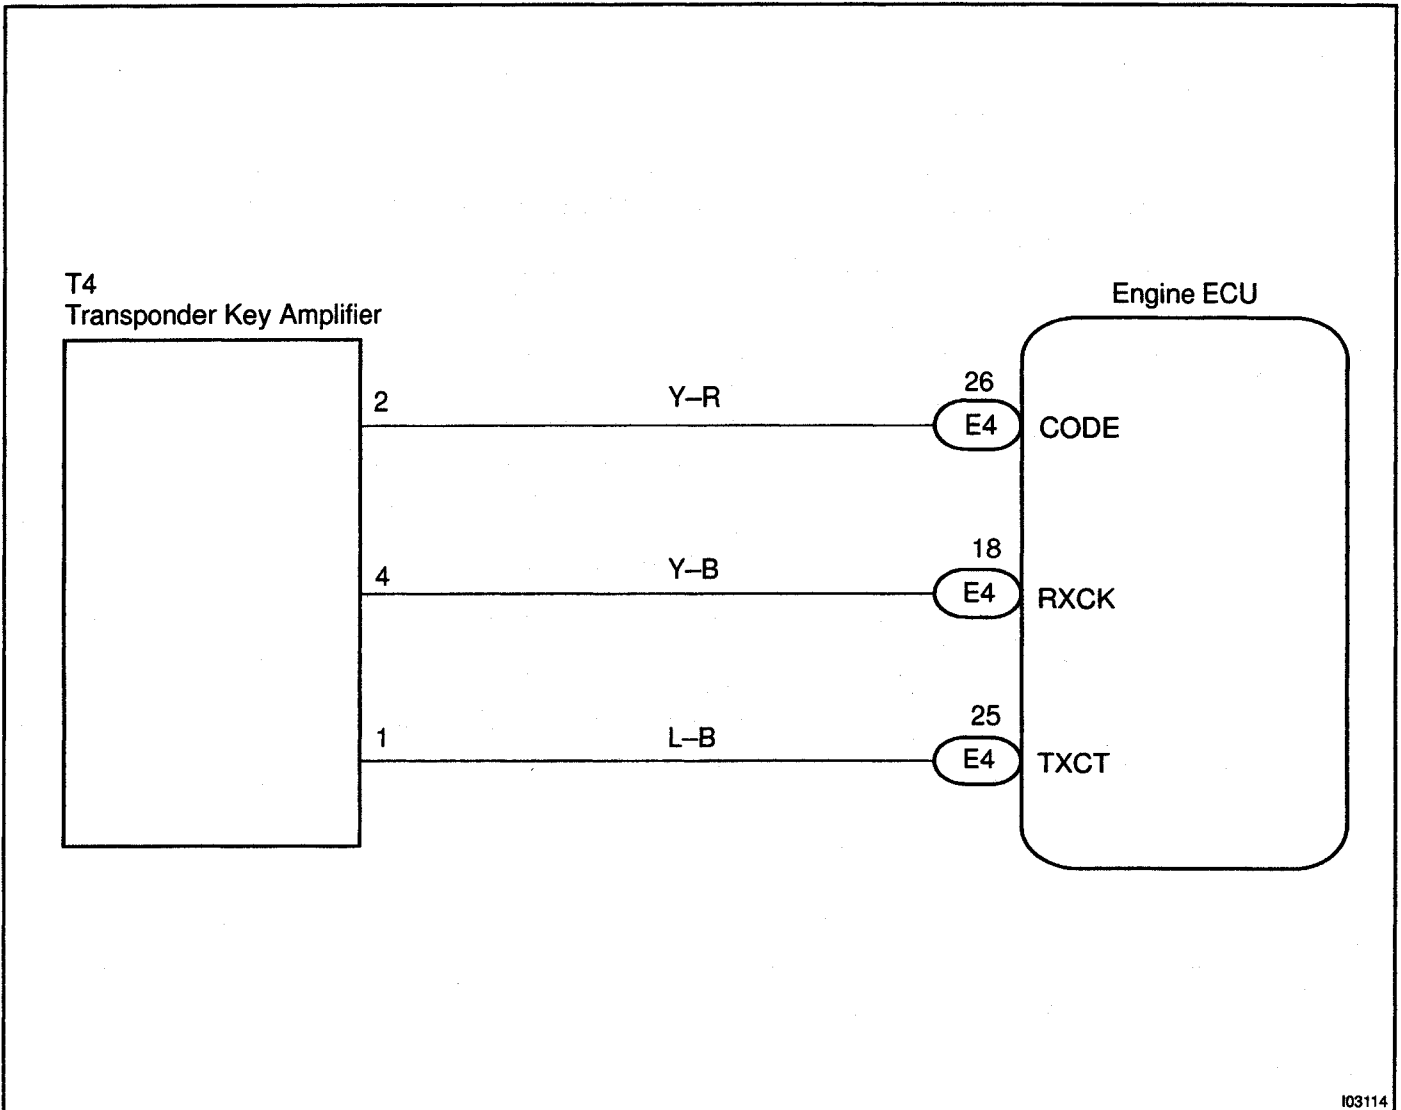 T4
Transponder Key Amplifier
Engine ECU
2
Y–R
26
E4
CODE
4
Y–B
18
E4
RXCK
1
L–B
25
E4
TXCT
I03114